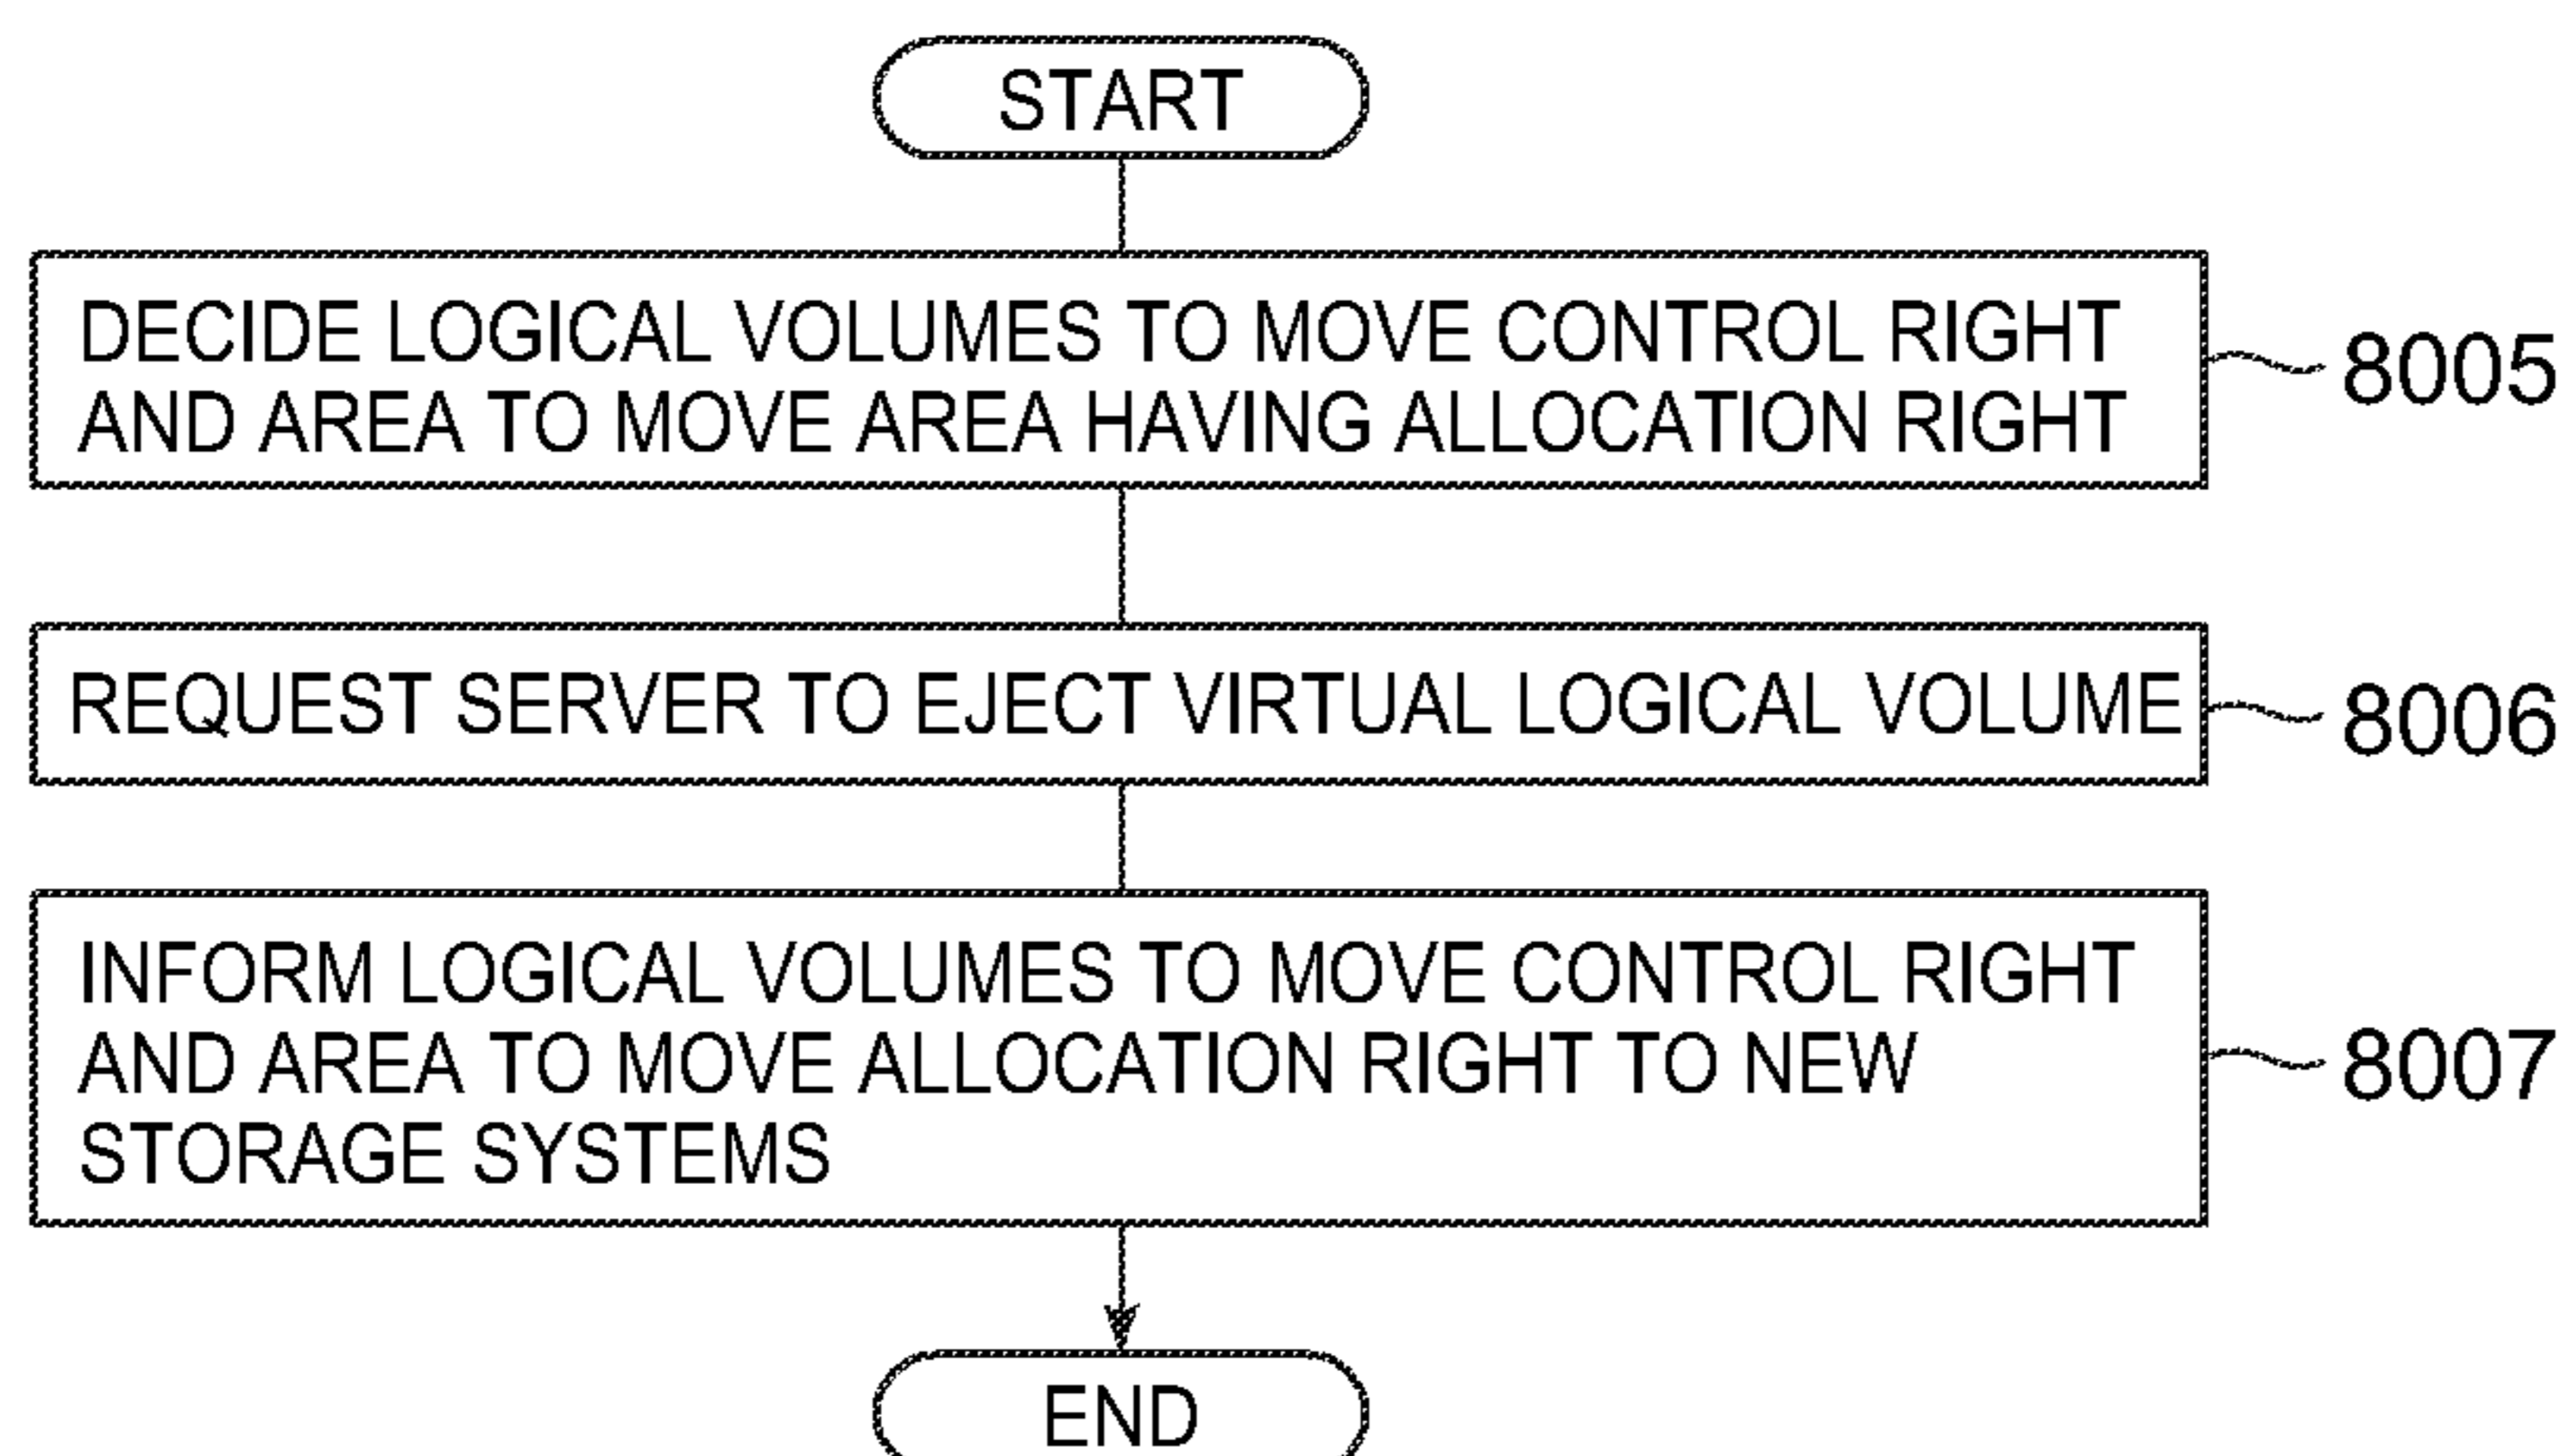 START
DECIDE LOGICAL VOLUMES TO MOVE CONTROL RIGHT
AND AREA TO MOVE AREA HAVING ALLOCATION RIGHT
8005
REQUEST SERVER TO EJECT VIRTUAL LOGICAL VOLUME
8006
INFORM LOGICAL VOLUMES TO MOVE CONTROL RIGHT
AND AREA TO MOVE ALLOCATION RIGHT TO NEW
STORAGE SYSTEMS
8007
END